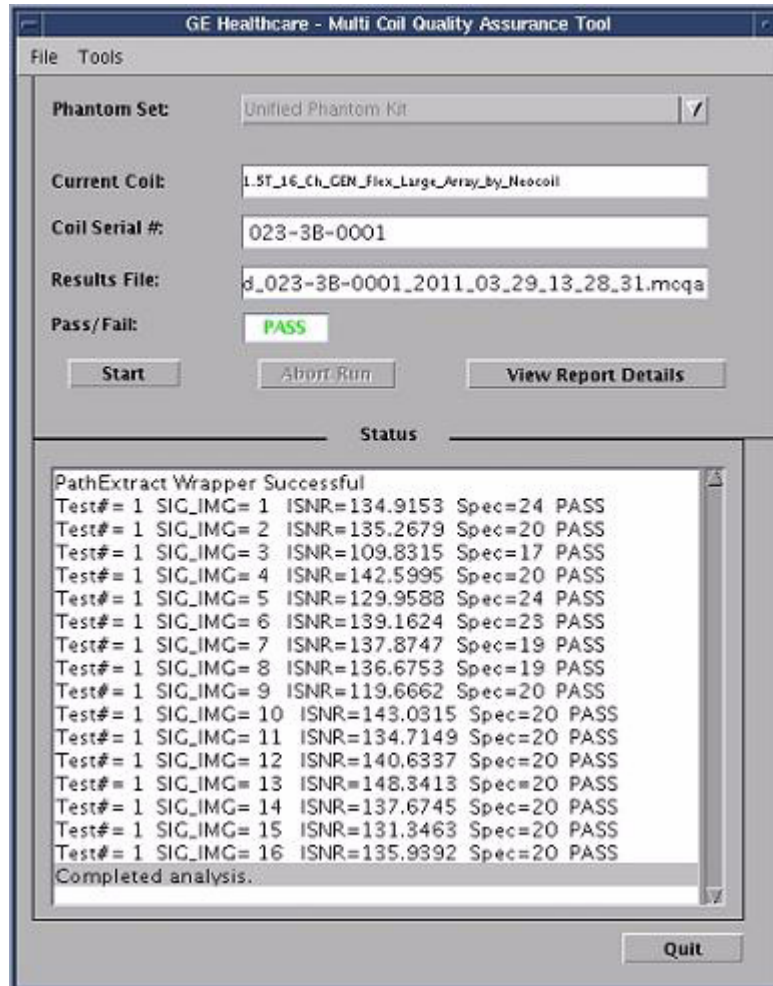 GE Healthcare - Multi Coil Quality Assurance Tool
File Tools
Phantom Set: Unified Phantom Kit
Current Coil: 1.5T_16_Ch_GEN_Flex_Large_Array_by_Neocoil
Coil Serial #: 023-3B-0001
Results File: d_023-3B-0001_2011_03_29_13_28_31.mcqa
Pass/Fail: PASS
Start Abort Run View Report Details
Status
PathExtract Wrapper Successful
Test#= 1 SIG_IMG= 1 ISNR=134.9153 Spec=24 PASS
Test#= 1 SIG_IMG= 2 ISNR=135.2679 Spec=20 PASS
Test#= 1 SIG_IMG= 3 ISNR=109.8315 Spec=17 PASS
Test#= 1 SIG_IMG= 4 ISNR=142.5995 Spec=20 PASS
Test#= 1 SIG_IMG= 5 ISNR=129.9588 Spec=24 PASS
Test#= 1 SIG_IMG= 6 ISNR=139.1624 Spec=23 PASS
Test#= 1 SIG_IMG= 7 ISNR=137.8747 Spec=19 PASS
Test#= 1 SIG_IMG= 8 ISNR=136.6753 Spec=19 PASS
Test#= 1 SIG_IMG= 9 ISNR=119.6662 Spec=20 PASS
Test#= 1 SIG_IMG= 10 ISNR=143.0315 Spec=20 PASS
Test#= 1 SIG_IMG= 11 ISNR=134.7149 Spec=20 PASS
Test#= 1 SIG_IMG= 12 ISNR=140.6337 Spec=20 PASS
Test#= 1 SIG_IMG= 13 ISNR=148.3413 Spec=20 PASS
Test#= 1 SIG_IMG= 14 ISNR=137.6745 Spec=20 PASS
Test#= 1 SIG_IMG= 15 ISNR=131.3463 Spec=20 PASS
Test#= 1 SIG_IMG= 16 ISNR=135.9392 Spec=20 PASS
Completed analysis.
Quit